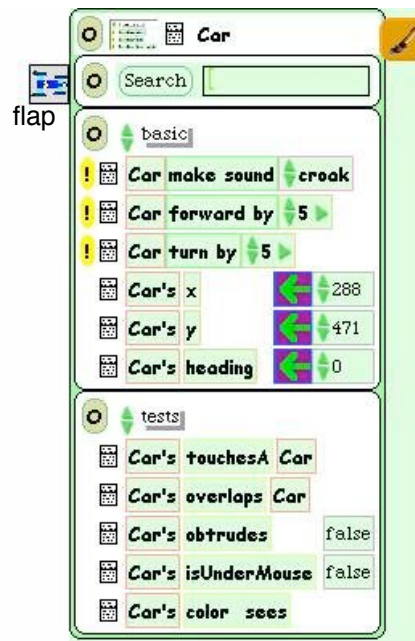 Car
Search
flap
basic
! Car make sound croak
! Car forward by 5
! Car turn by 5
Car's x 288
Car's y 471
Car's heading 0
tests
Car's touchesA Car
Car's overlaps Car
Car's obtrudes false
Car's isUnderMouse false
Car's color sees